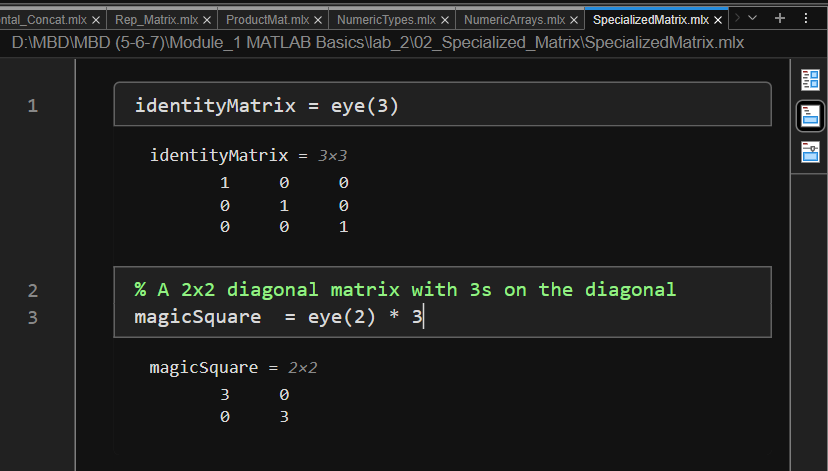 ntal_Concat.mlx × Rep_Matrix.mlx × ProductMat.mlx × NumericTypes.mlx × NumericArrays.mlx × SpecializedMatrix.mlx ×
D:\MBD\MBD (5-6-7)\Module_1 MATLAB Basics\lab_2\02_Specialized_Matrix\SpecializedMatrix.mlx
1 identityMatrix = eye(3)
identityMatrix = 3×3
1 0 0
0 1 0
0 0 1
2 % A 2x2 diagonal matrix with 3s on the diagonal
3 magicSquare  = eye(2) * 3
magicSquare = 2×2
3 0
0 3